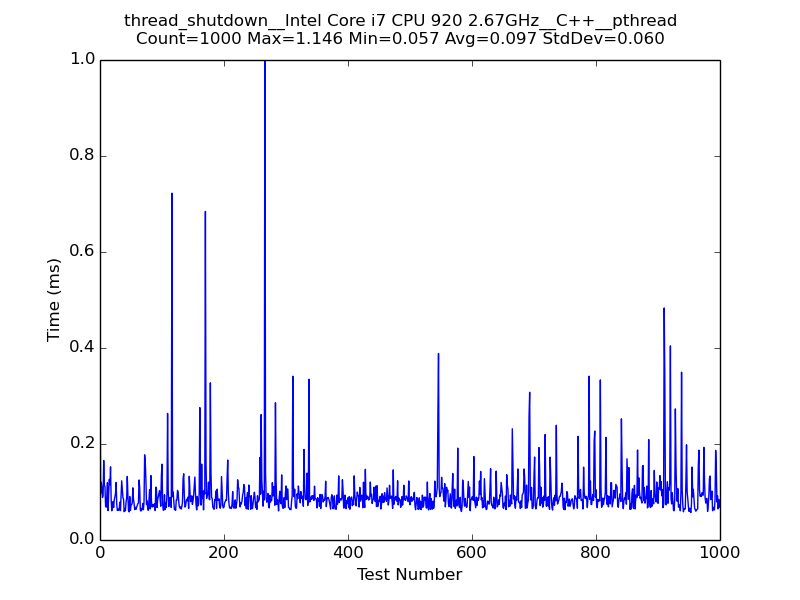 thread_shutdown__Intel Core i7 CPU 920 2.67GHz__C++__pthread
Count=1000 Max=1.146 Min=0.057 Avg=0.097 StdDev=0.060
1.0
0.8
0.6
0.4
0.2
0.0
Time (ms)
0 200 400 600 800 1000
Test Number